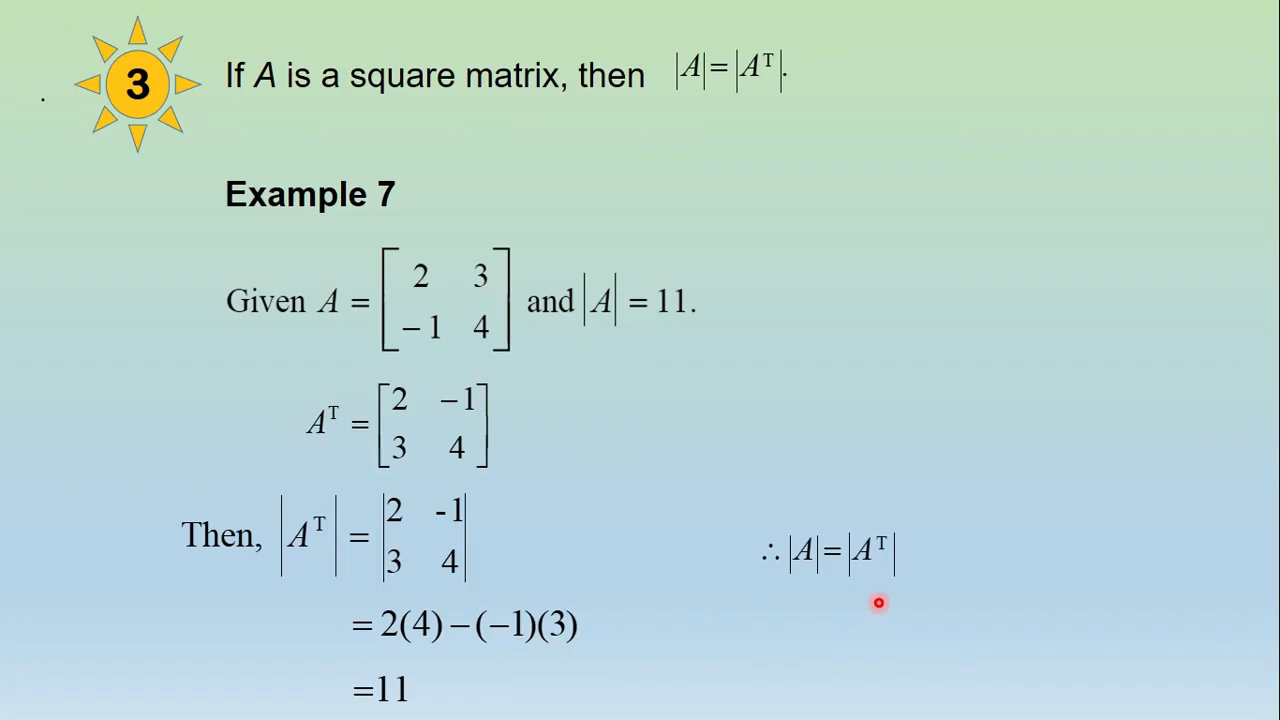 3
If A is a square matrix, then |A| = |Aᵀ|.
.
Example 7
Given A = [ 2 3 ; − 1 4 ] and |A| = 11.
Aᵀ = [ 2 −1 ; 3 4 ]
Then, |Aᵀ| = | 2 -1 ; 3 4 |
∴ |A| = |Aᵀ|
= 2(4) − (−1)(3)
=11